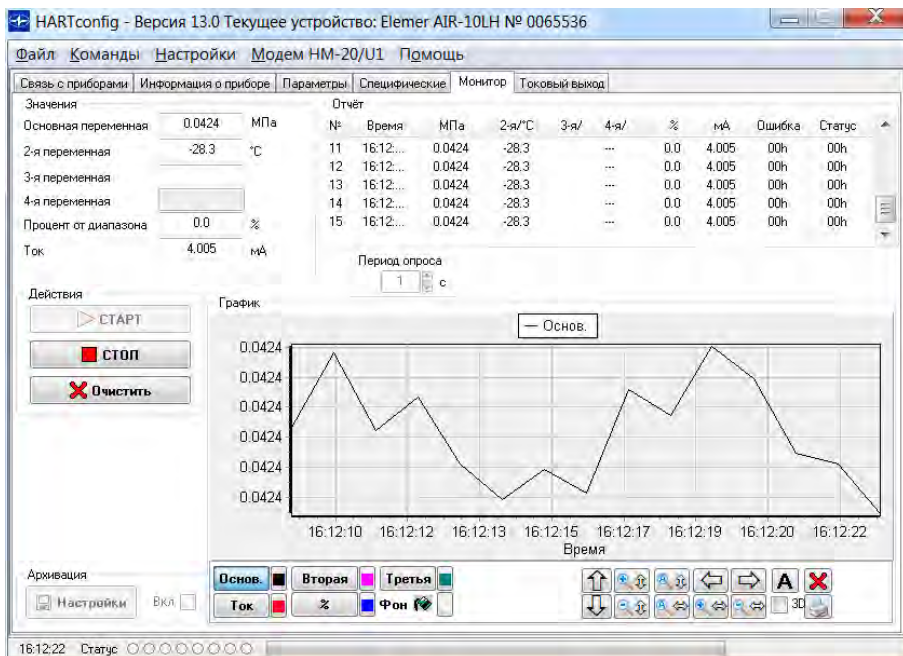 HARTconfig - Версия 13.0 Текущее устройство: Elemer AIR-10LH № 0065536
Файл Команды Настройки Модем HM-20/U1 Помощь
Связь с приборами Информация о приборе Параметры Специфические Монитор Токовый выход
Значения
Основная переменная 0.0424 МПа
2-я переменная -28.3 °C
3-я переменная
4-я переменная
Процент от диапазона 0.0 %
Ток 4.005 мА
Отчёт
№ Время МПа 2-я/°C 3-я/ 4-я/ % мА Ошибка Статус
11 16:12:... 0.0424 -28.3 --- 0.0 4.005 00h 00h
12 16:12:... 0.0424 -28.3 --- 0.0 4.005 00h 00h
13 16:12:... 0.0424 -28.3 --- 0.0 4.005 00h 00h
14 16:12:... 0.0424 -28.3 --- 0.0 4.005 00h 00h
15 16:12:... 0.0424 -28.3 --- 0.0 4.005 00h 00h
Период опроса
1 с
Действия
СТАРТ
СТОП
Очистить
График
Основ.
0.0424
0.0424
0.0424
0.0424
0.0424
0.0424
16:12:10 16:12:12 16:12:13 16:12:15 16:12:17 16:12:19 16:12:20 16:12:22
Время
Архивация
Настройки Вкл
Основ. Вторая Третья
Ток % Фон
A
3D
16:12:22 Статус